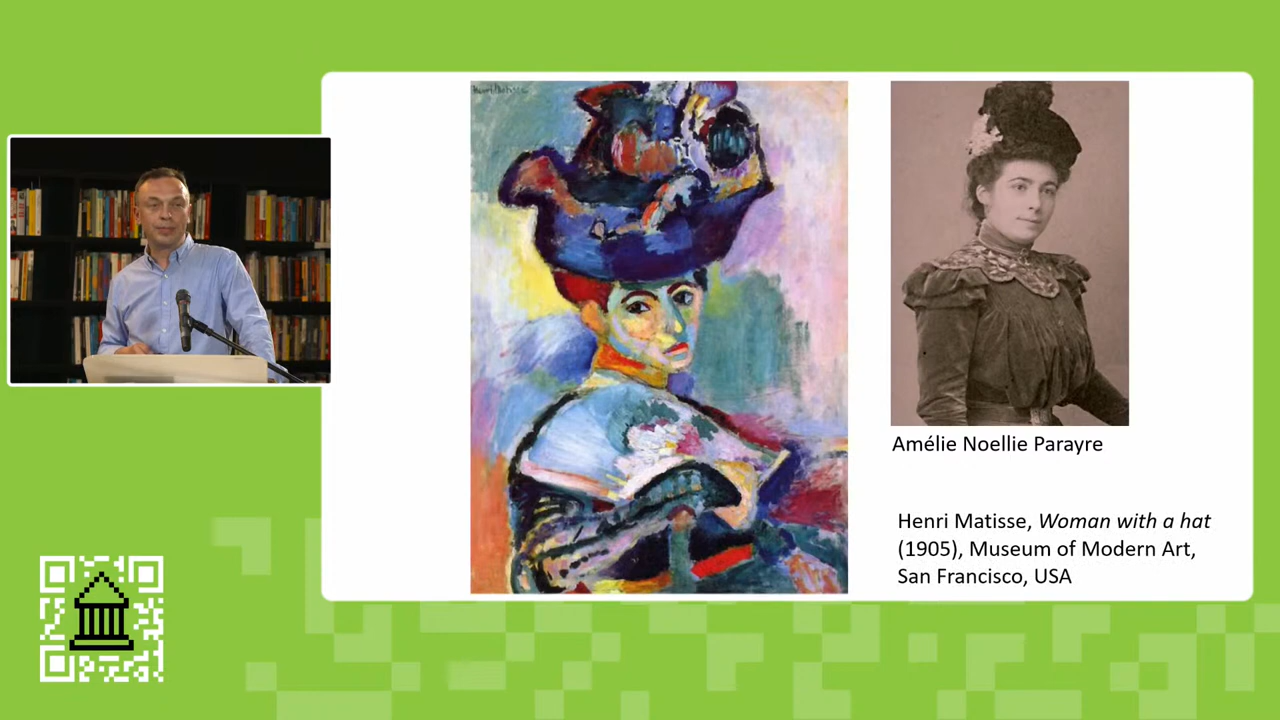 Amélie Noellie Parayre
Henri Matisse, Woman with a hat
(1905), Museum of Modern Art,
San Francisco, USA